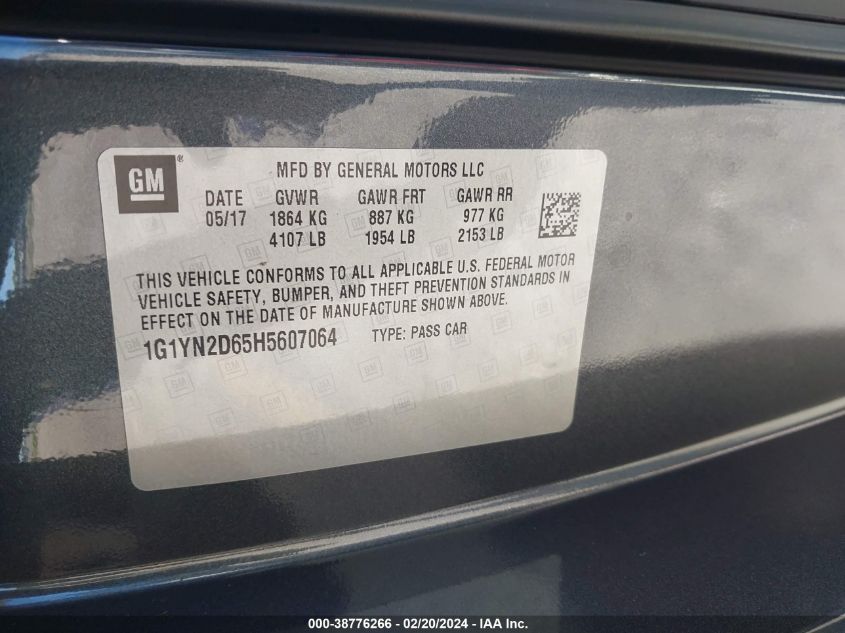 GM®
MFD BY GENERAL MOTORS LLC
DATE GVWR GAWR FRT GAWR RR
05/17 1864 KG 887 KG 977 KG
4107 LB 1954 LB 2153 LB
THIS VEHICLE CONFORMS TO ALL APPLICABLE U.S. FEDERAL MOTOR
VEHICLE SAFETY, BUMPER, AND THEFT PREVENTION STANDARDS IN
EFFECT ON THE DATE OF MANUFACTURE SHOWN ABOVE.
1G1YN2D65H5607064 TYPE: PASS CAR
000-38776266 - 02/20/2024 - IAA Inc.